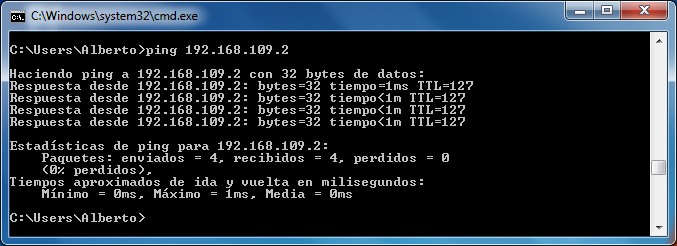 C:\Windows\system32\cmd.exe
C:\Users\Alberto>ping 192.168.109.2
Haciendo ping a 192.168.109.2 con 32 bytes de datos:
Respuesta desde 192.168.109.2: bytes=32 tiempo=1ms TTL=127
Respuesta desde 192.168.109.2: bytes=32 tiempo<1m TTL=127
Respuesta desde 192.168.109.2: bytes=32 tiempo<1m TTL=127
Respuesta desde 192.168.109.2: bytes=32 tiempo<1m TTL=127
Estadísticas de ping para 192.168.109.2:
Paquetes: enviados = 4, recibidos = 4, perdidos = 0
(0% perdidos),
Tiempos aproximados de ida y vuelta en milisegundos:
Mínimo = 0ms, Máximo = 1ms, Media = 0ms
C:\Users\Alberto>